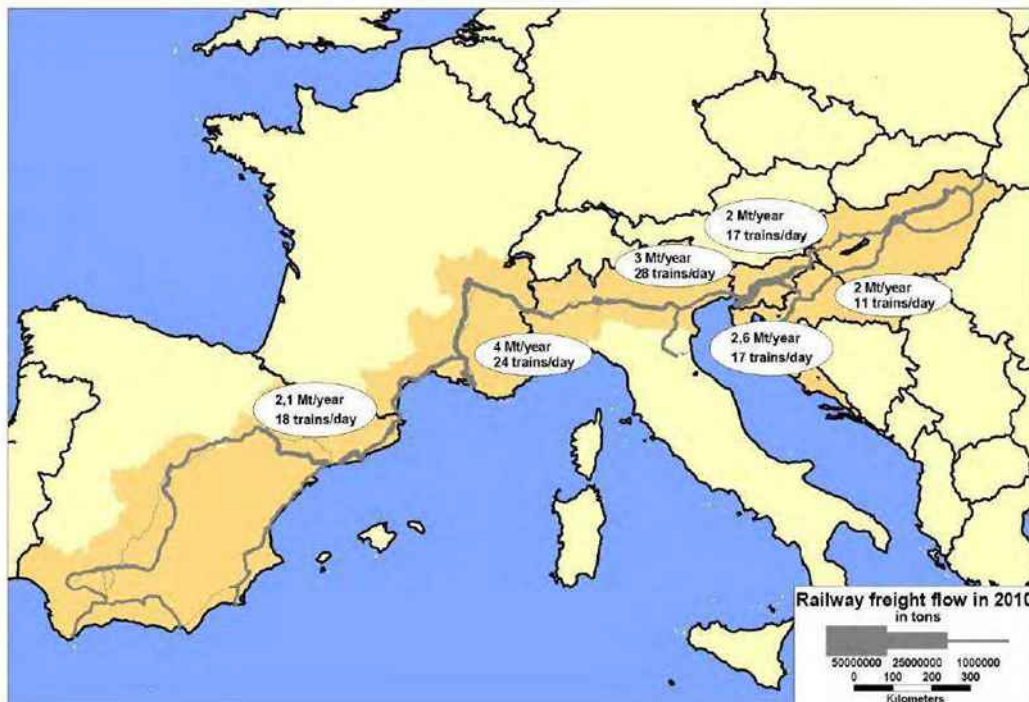 2 Mt/year
17 trains/day
3 Mt/year
28 trains/day
2 Mt/year
11 trains/day
2,6 Mt/year
17 trains/day
4 Mt/year
24 trains/day
2,1 Mt/year
18 trains/day
Railway freight flow in 2010
in tons
50000000 25000000 1000000
0 100 200 300
Kilometers